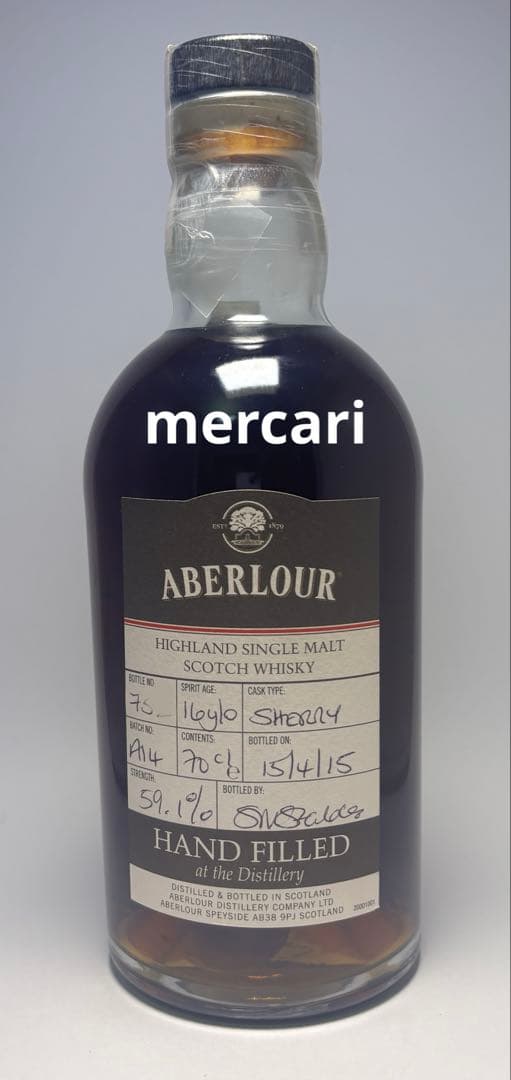 mercari
ESTD 1879
ABERLOUR
HIGHLAND SINGLE MALT
SCOTCH WHISKY
BOTTLE NO: SPIRIT AGE: CASK TYPE:
75 16y/o SHERRY
BATCH NO: CONTENTS: BOTTLED ON:
A14 70cl e 15/4/15
STRENGTH: BOTTLED BY:
59.1%
HAND FILLED
at the Distillery
DISTILLED & BOTTLED IN SCOTLAND
ABERLOUR DISTILLERY COMPANY LTD
ABERLOUR SPEYSIDE AB38 9PJ SCOTLAND 20001001